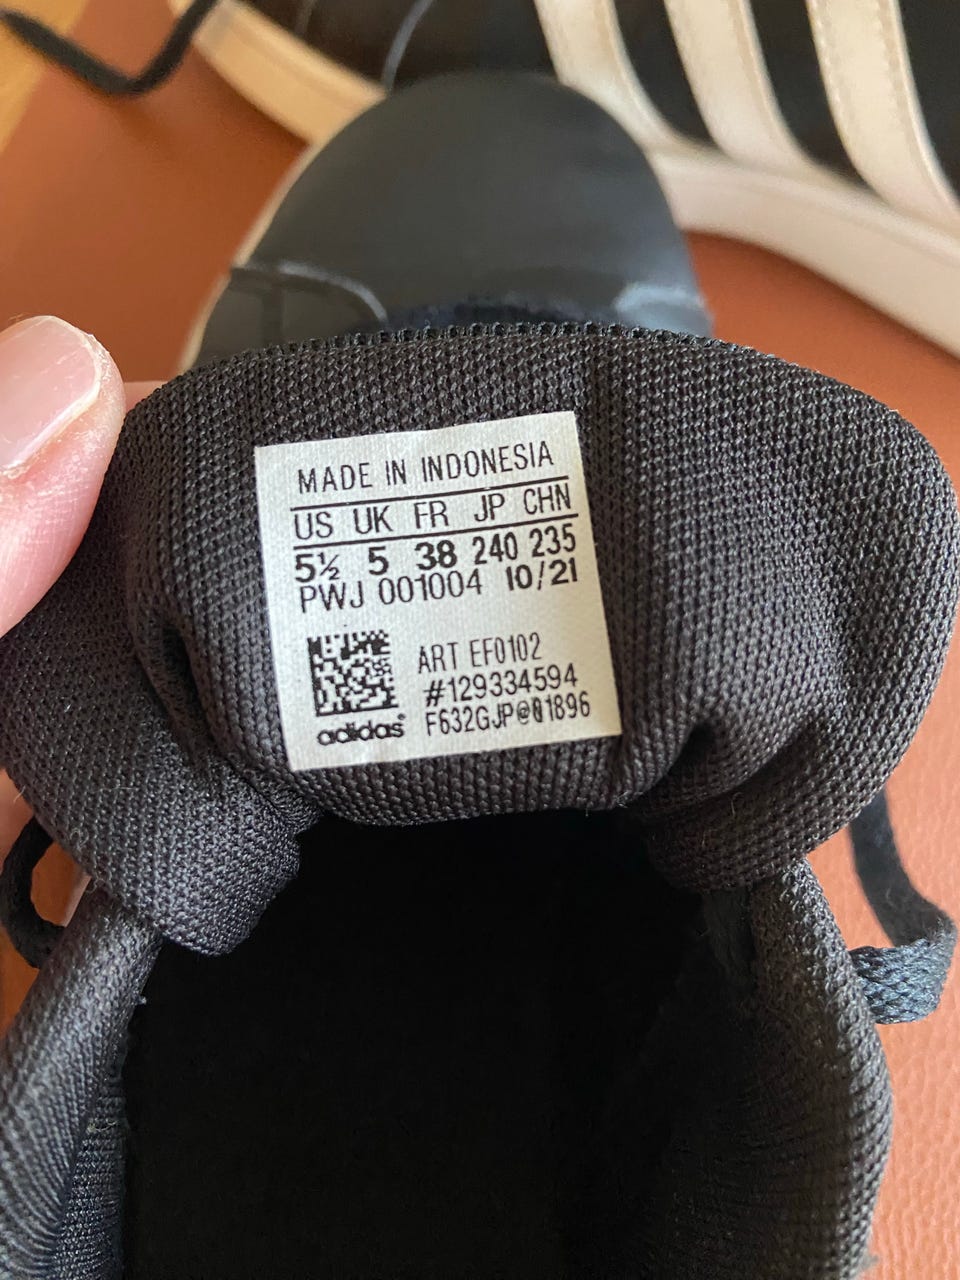 MADE IN INDONESIA
US UK FR JP CHN
5½ 5 38 240 235
PWJ 001004 10/21
ART EF0102
#129334594
adidas® F632GJP@01896